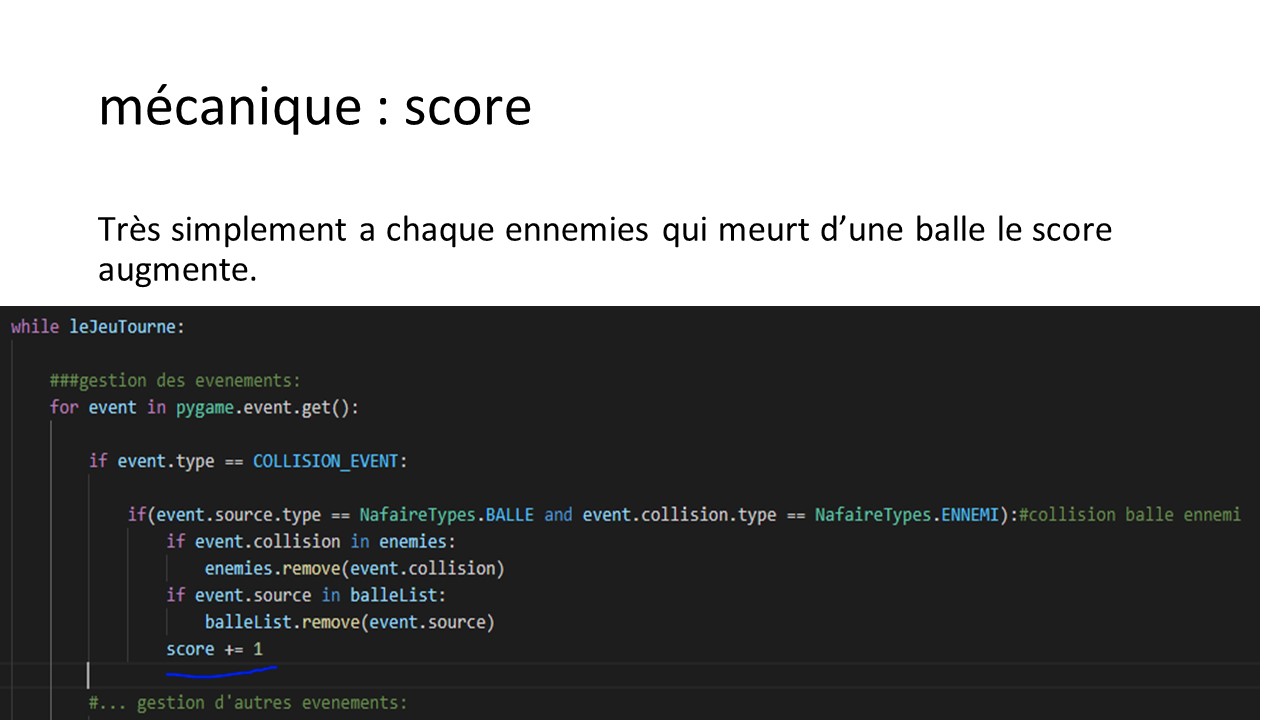 mécanique : score
Très simplement a chaque ennemies qui meurt d’une balle le score
augmente.
while leJeuTourne:
###gestion des evenements:
for event in pygame.event.get():
if event.type == COLLISION_EVENT:
if(event.source.type == NafaireTypes.BALLE and event.collision.type == NafaireTypes.ENNEMI):#collision balle ennemi
if event.collision in enemies:
enemies.remove(event.collision)
if event.source in balleList:
balleList.remove(event.source)
score += 1
#... gestion d'autres evenements: